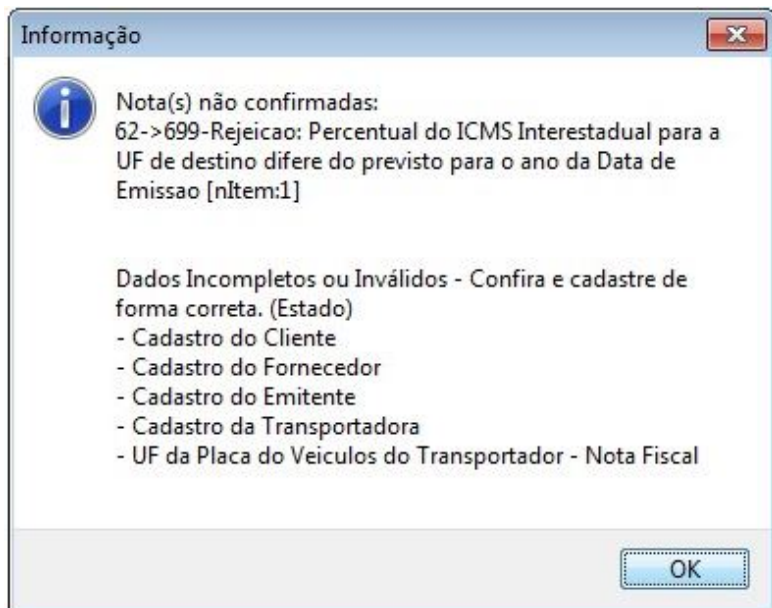 Informação
Nota(s) não confirmadas:
62->699-Rejeicao: Percentual do ICMS Interestadual para a
UF de destino difere do previsto para o ano da Data de
Emissao [nItem:1]
Dados Incompletos ou Inválidos - Confira e cadastre de
forma correta. (Estado)
- Cadastro do Cliente
- Cadastro do Fornecedor
- Cadastro do Emitente
- Cadastro da Transportadora
- UF da Placa do Veiculos do Transportador - Nota Fiscal
OK